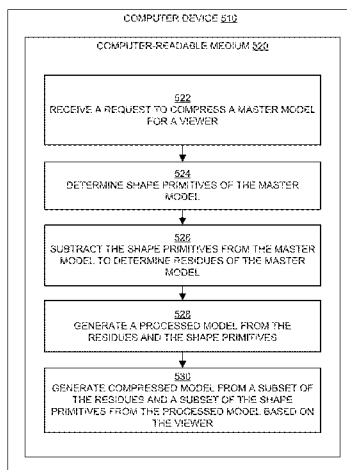 COMPUTER DEVICE 510
COMPUTER-READABLE MEDIUM 520
522
RECEIVE A REQUEST TO COMPRESS A MASTER MODEL
FOR A VIEWER
524
DETERMINE SHAPE PRIMITIVES OF THE MASTER
MODEL
526
SUBTRACT THE SHAPE PRIMITIVES FROM THE MASTER
MODEL TO DETERMINE RESIDUES OF THE MASTER
MODEL
528
GENERATE A PROCESSED MODEL FROM THE
RESIDUES AND THE SHAPE PRIMITIVES
530
GENERATE COMPRESSED MODEL FROM A SUBSET OF
THE RESIDUES AND A SUBSET OF THE SHAPE
PRIMITIVES FROM THE PROCESSED MODEL BASED ON
THE VIEWER